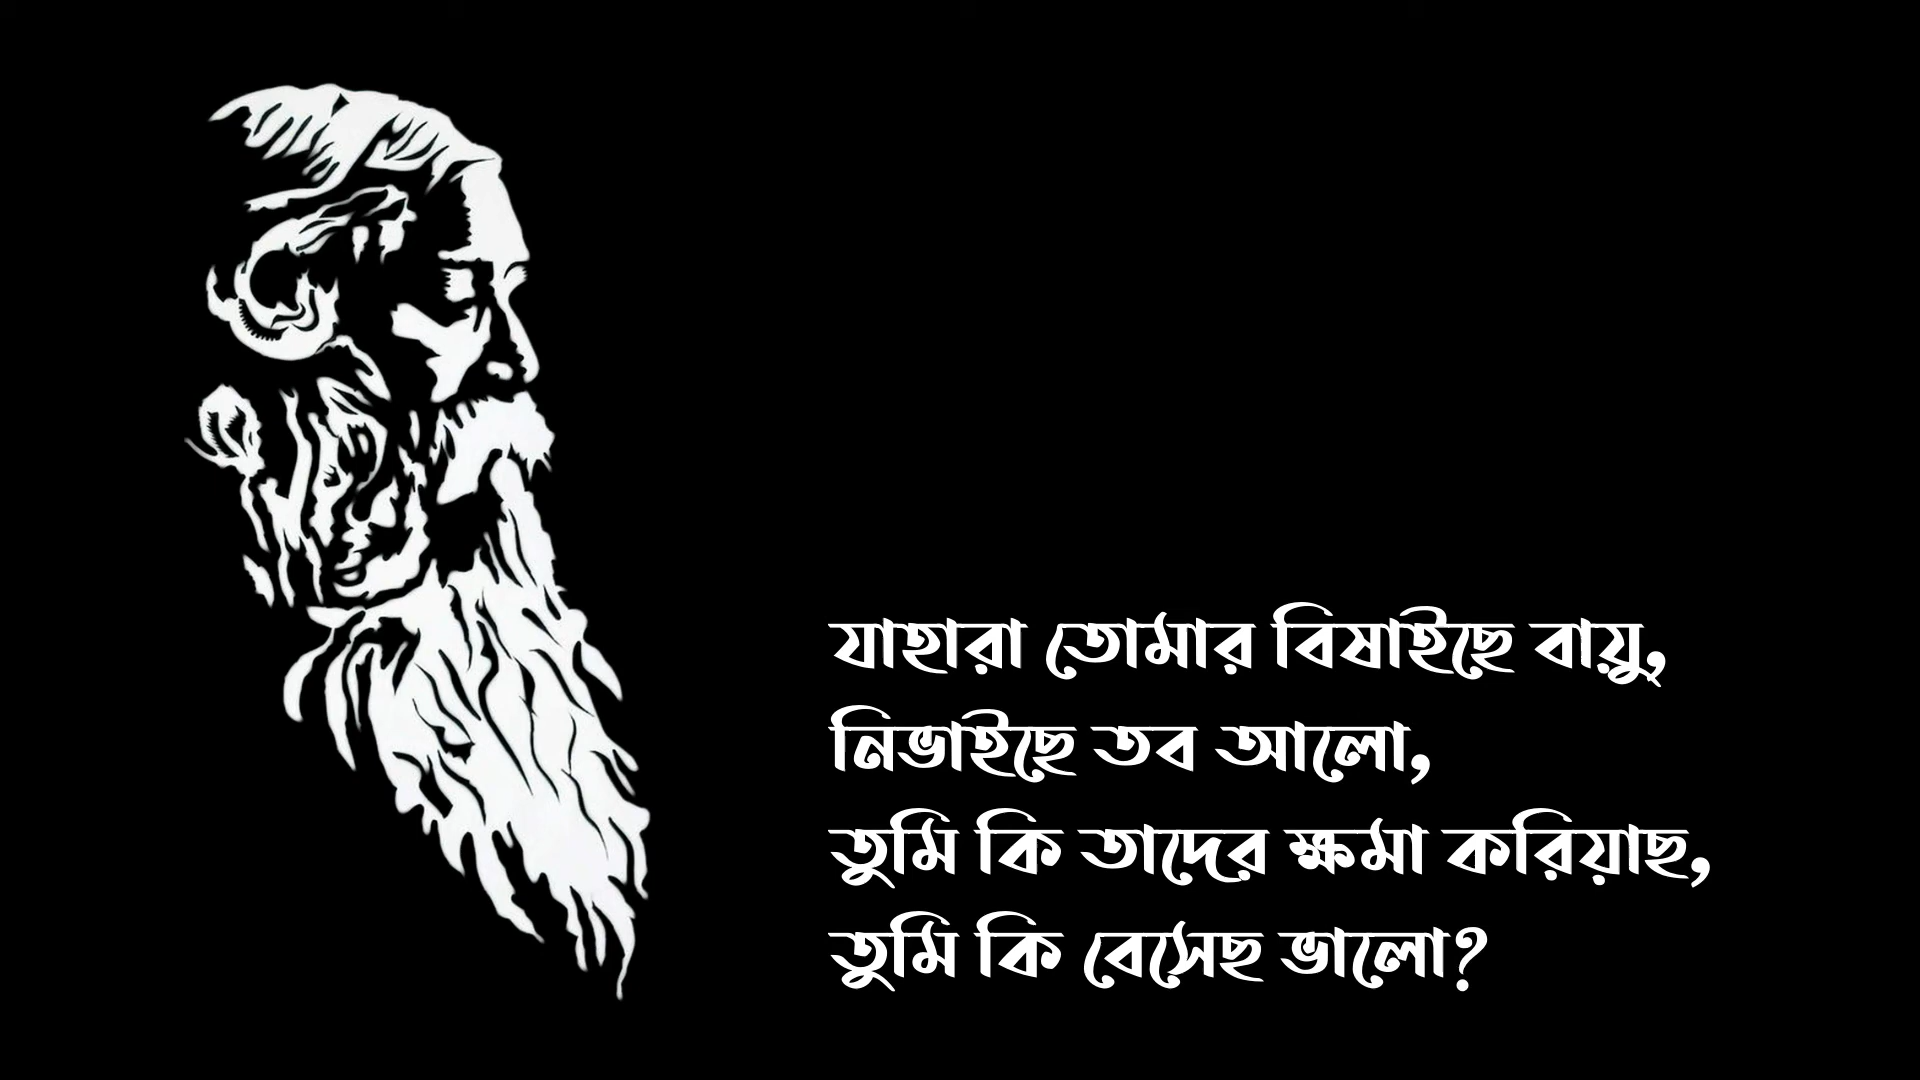 যাহারা তোমার বিষাইছে বায়ু,
নিভাইছে তব আলো,
তুমি কি তাদের ক্ষমা করিয়াছ,
তুমি কি বেসেছ ভালো?